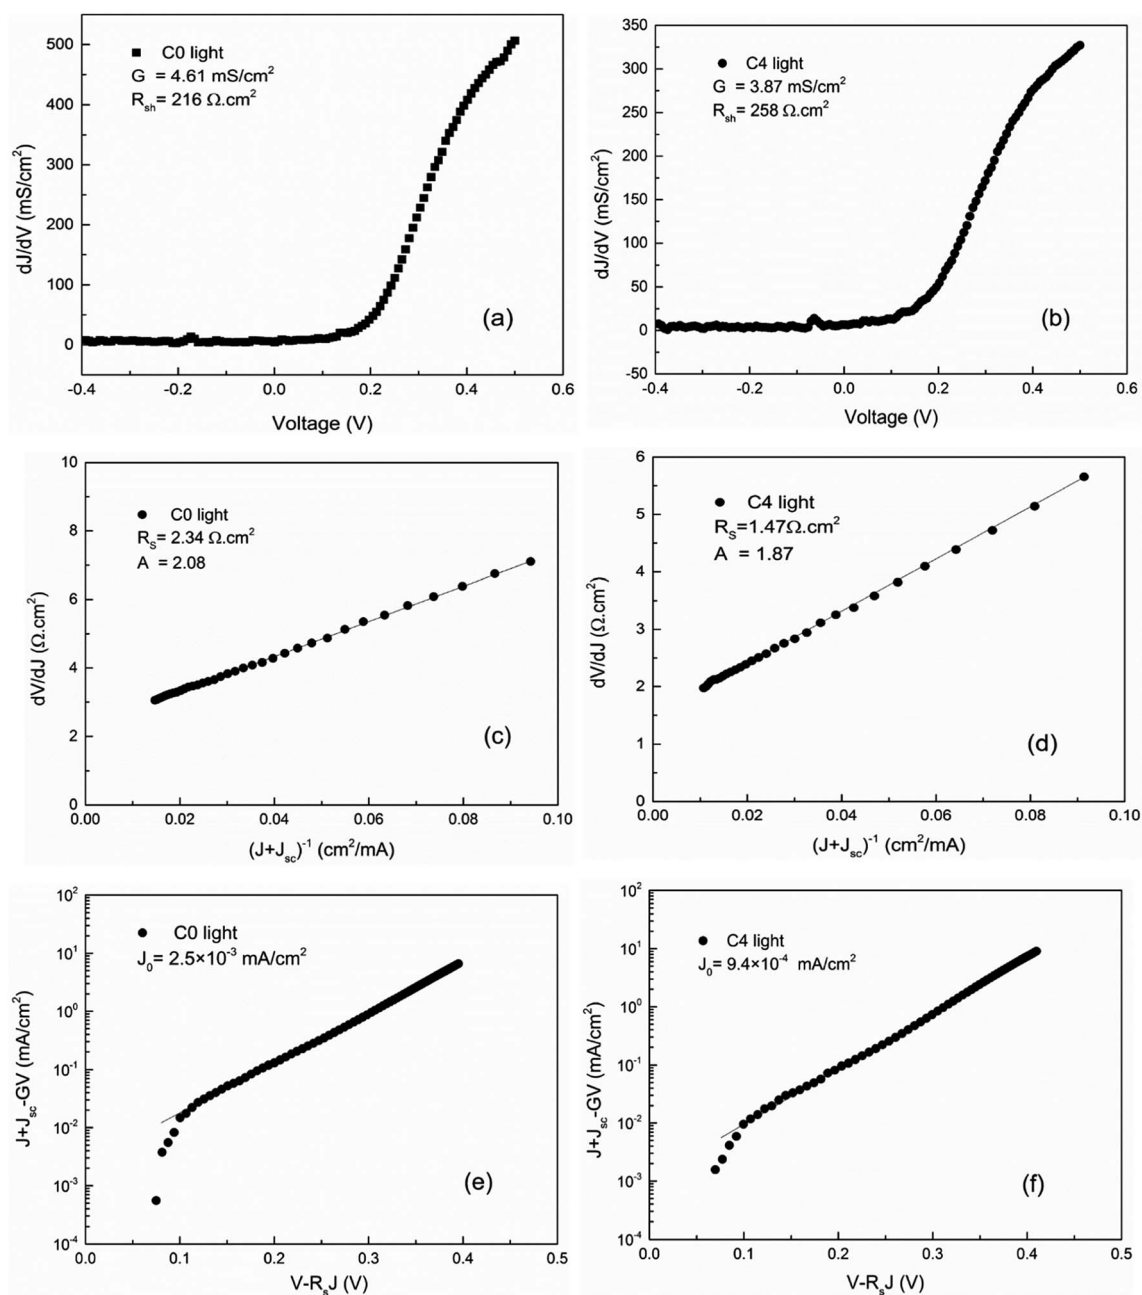 500
400
300
200
100
0
dJ/dV (mS/cm²)
C0 light
G = 4.61 mS/cm²
Rsh= 216 Ω.cm²
(a)
-0.4 -0.2 0.0 0.2 0.4 0.6
Voltage (V)
350
300
250
200
150
100
50
0
-50
dJ/dV (mS/cm²)
C4 light
G = 3.87 mS/cm²
Rsh= 258 Ω.cm²
(b)
-0.4 -0.2 0.0 0.2 0.4 0.6
Voltage (V)
10
8
6
4
2
0
dV/dJ (Ω.cm²)
C0 light
RS= 2.34 Ω.cm²
A = 2.08
(c)
0.00 0.02 0.04 0.06 0.08 0.10
(J+Jsc)⁻¹ (cm²/mA)
6
5
4
3
2
1
0
dV/dJ (Ω.cm²)
C4 light
RS=1.47Ω.cm²
A = 1.87
(d)
0.00 0.02 0.04 0.06 0.08 0.10
(J+Jsc)⁻¹ (cm²/mA)
10²
10¹
10⁰
10⁻¹
10⁻²
10⁻³
10⁻⁴
J+Jsc-GV (mA/cm²)
C0 light
J0= 2.5×10⁻³ mA/cm²
(e)
0.0 0.1 0.2 0.3 0.4 0.5
V-RsJ (V)
10²
10¹
10⁰
10⁻¹
10⁻²
10⁻³
10⁻⁴
J+Jsc-GV (mA/cm²)
C4 light
J0= 9.4×10⁻⁴ mA/cm²
(f)
0.0 0.1 0.2 0.3 0.4 0.5
V-RsJ (V)